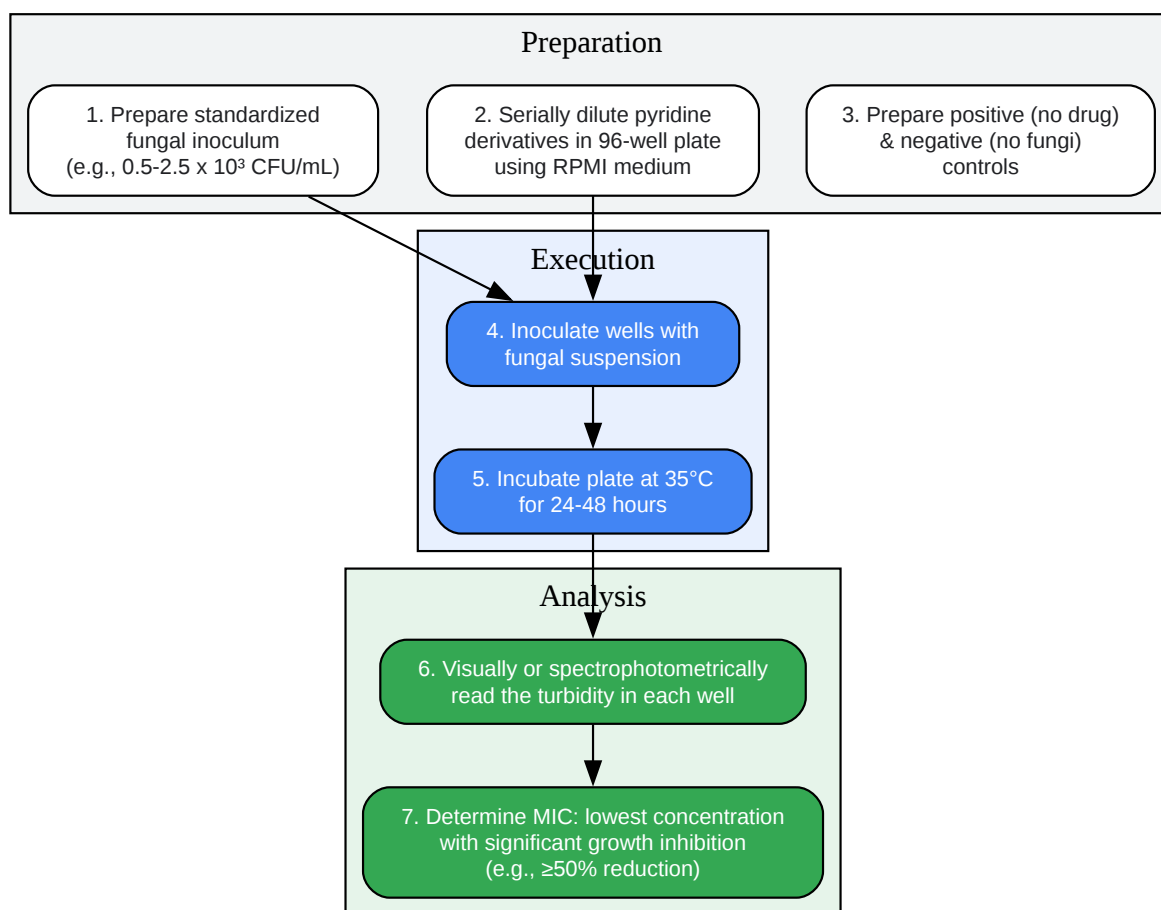 Preparation
1. Prepare standardized
fungal inoculum
(e.g., 0.5-2.5 x 10³ CFU/mL)
2. Serially dilute pyridine
derivatives in 96-well plate
using RPMI medium
3. Prepare positive (no drug)
& negative (no fungi)
controls
Execution
4. Inoculate wells with
fungal suspension
5. Incubate plate at 35°C
for 24-48 hours
Analysis
6. Visually or spectrophotometrically
read the turbidity in each well
7. Determine MIC: lowest concentration
with significant growth inhibition
(e.g., ≥50% reduction)